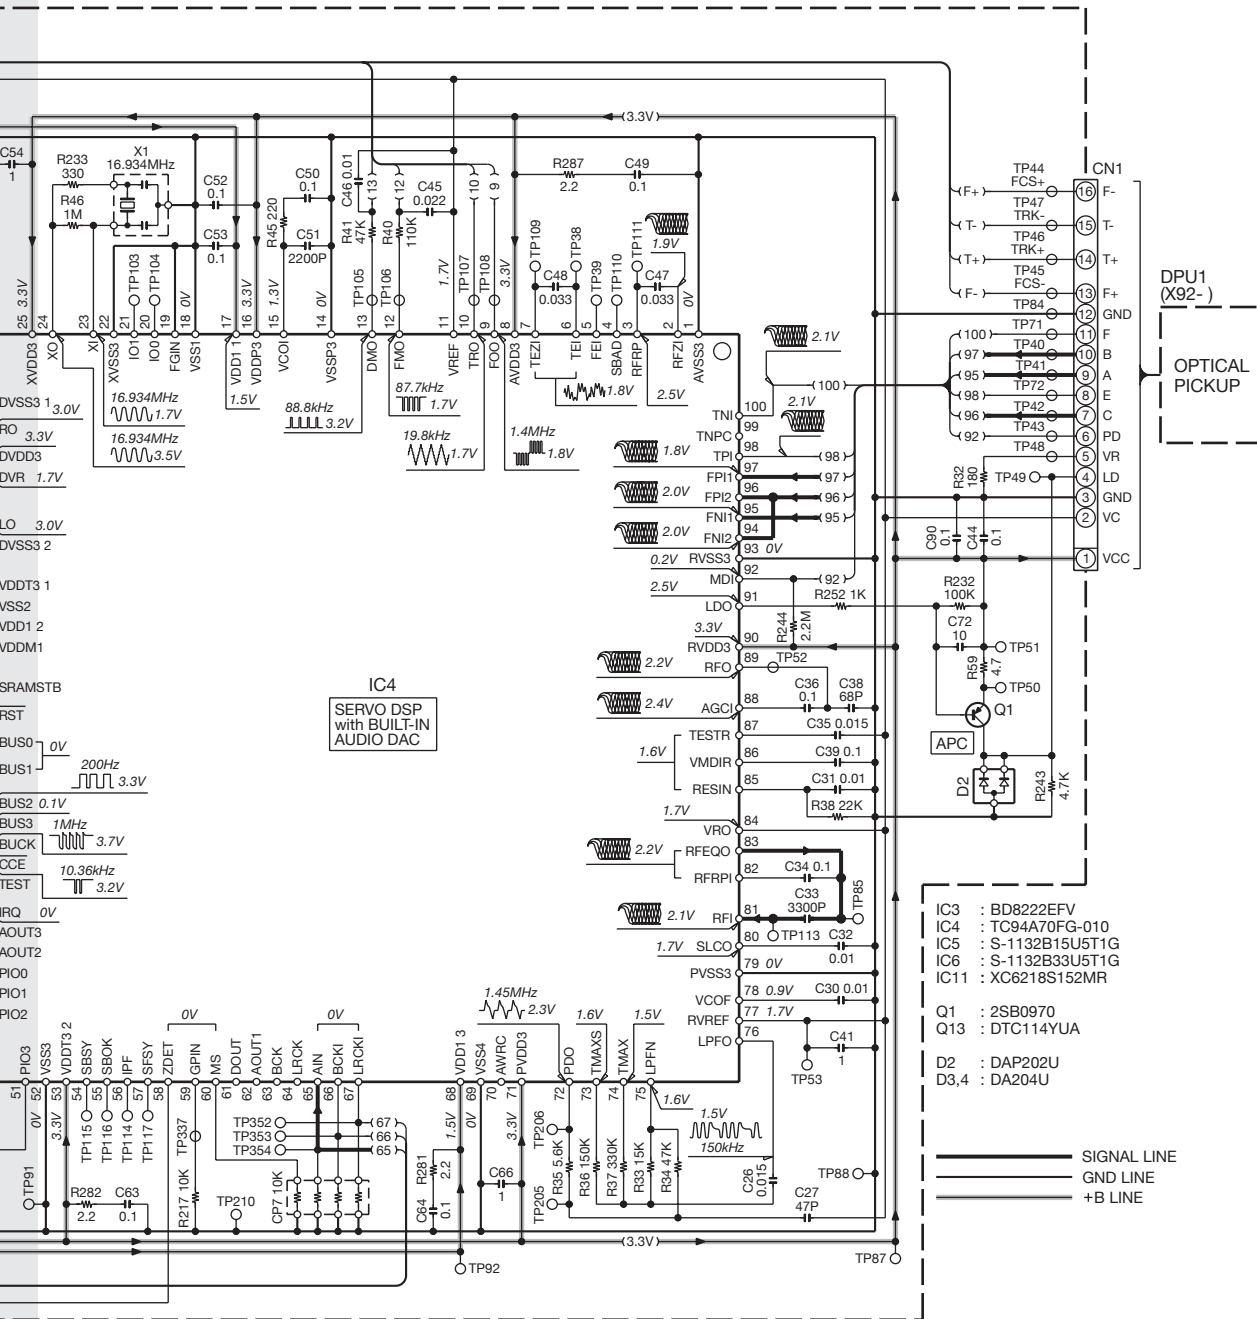 (3.3V)
C54
1
R233
330
X1
16.934MHz
R46
1M
C52
0.1
C53
0.1
C50
0.1
R45 220
C51
2200P
C46 0.01
13
12
10
9
R41
47K
R40
110K
C45
0.022
R287
2.2
C49
0.1
TP103
TP104
TP105
TP106
TP107
TP108
TP109
TP38
TP39
TP110
TP111
1.9V
C48
0.033
C47
0.033
3.3V
0V
3.3V
1.3V
0V
1.7V
3.3V
0V
25
24
23
22
21
20
19
18
17
16
15
14
13
12
11
10
9
8
7
6
5
4
3
2
1
XVDD3
XO
XI
XVSS3
IO1
IO0
FGIN
VSS1
VDD1 1
VDDP3
VCOI
VSSP3
DMO
FMO
VREF
TRO
FOO
AVDD3
TEZI
TEI
FEI
SBAD
RFRP
RFZI
AVSS3
1.5V
16.934MHz
1.7V
16.934MHz
3.5V
88.8kHz
3.2V
87.7kHz
1.7V
19.8kHz
1.7V
1.4MHz
1.8V
1.8V
2.5V
2.1V
(100)
2.1V
DVSS3 1
3.0V
RO
3.3V
DVDD3
DVR 1.7V
LO 3.0V
DVSS3 2
VDDT3 1
VSS2
VDD1 2
VDDM1
SRAMSTB
RST
BUS0
0V
BUS1
200Hz
3.3V
BUS2 0.1V
BUS3
1MHz
3.7V
BUCK
CCE
10.36kHz
TEST
3.2V
IRQ 0V
AOUT3
AOUT2
PIO0
PIO1
PIO2
IC4
SERVO DSP
with BUILT-IN
AUDIO DAC
TNI 100
TNPC 99
TPI 98 (98)
1.8V FPI1 97 (97)
2.0V FPI2 96 (96)
FNI1 95 (95)
2.0V FNI2 94
RVSS3 93 0V
0.2V MDI 92 (92)
2.5V LDO 91
R252 1K
R244
2.2M
3.3V RVDD3 90
2.2V RFO 89 TP52
2.4V AGCI 88
C36
0.1
C38
68P
TESTR 87 C35 0.015
1.6V VMDIR 86 C39 0.1
RESIN 85 C31 0.01
R38 22K
1.7V VRO 84
2.2V RFEQO 83
RFRPI 82 C34 0.1
C33
3300P
TP85
2.1V RFI 81
TP113
C32
0.01
1.7V SLCO 80
PVSS3 79 0V
VCOF 78 0.9V C30 0.01
RVREF 77 1.7V
LPFO 76
C41
1
TP53
TP44
FCS+
(F+) 16 F-
TP47
TRK-
(T-) 15 T-
TP46
TRK+
(T+) 14 T+
TP45
FCS-
(F-) 13 F+
TP84 12 GND
(100) TP71 11 F
(97) TP40 10 B
(95) TP41 9 A
(98) TP72 8 E
(96) TP42 7 C
(92) TP43 6 PD
TP48 5 VR
TP49 4 LD
3 GND
2 VC
1 VCC
CN1
DPU1
(X92- )
OPTICAL
PICKUP
R32
180
C90
0.1
C44
0.1
R232
100K
C72
10
TP51
R59
4.7
TP50
Q1
APC
D2
R243
4.7K
IC3 : BD8222EFV
IC4 : TC94A70FG-010
IC5 : S-1132B15U5T1G
IC6 : S-1132B33U5T1G
IC11 : XC6218S152MR
Q1 : 2SB0970
Q13 : DTC114YUA
D2 : DAP202U
D3,4 : DA204U
SIGNAL LINE
GND LINE
+B LINE
0V
0V
1.45MHz
2.3V
1.6V
1.5V
PIO3
VSS3
VDDT3 2
SBSY
SBOK
IPF
SFSY
ZDET
GPIN
MS
DOUT
AOUT1
BCK
LRCK
AIN
BCKI
LRCKI
VDD1 3
VSS4
AWRC
PVDD3
PDO
TMAXS
TMAX
LPFN
51
52
53
54
55
56
57
58
59
60
61
62
63
64
65
66
67
68
69
70
71
72
73
74
75
0V
3.3V
TP115
TP116
TP114
TP117
TP337
TP352
(67)
TP353
(66)
TP354
(65)
1.5V
0V
3.3V
TP206
1.6V
1.5V
150kHz
TP91
R282
2.2
C63
0.1
R217 10K
TP210
CP7 10K
R281
2.2
C64
0.1
C66
1
TP205
R35 5.6K
R36 150K
R37 330K
R33 15K
R34 47K
C26
0.015
C27
47P
TP88
(3.3V)
TP92
TP87